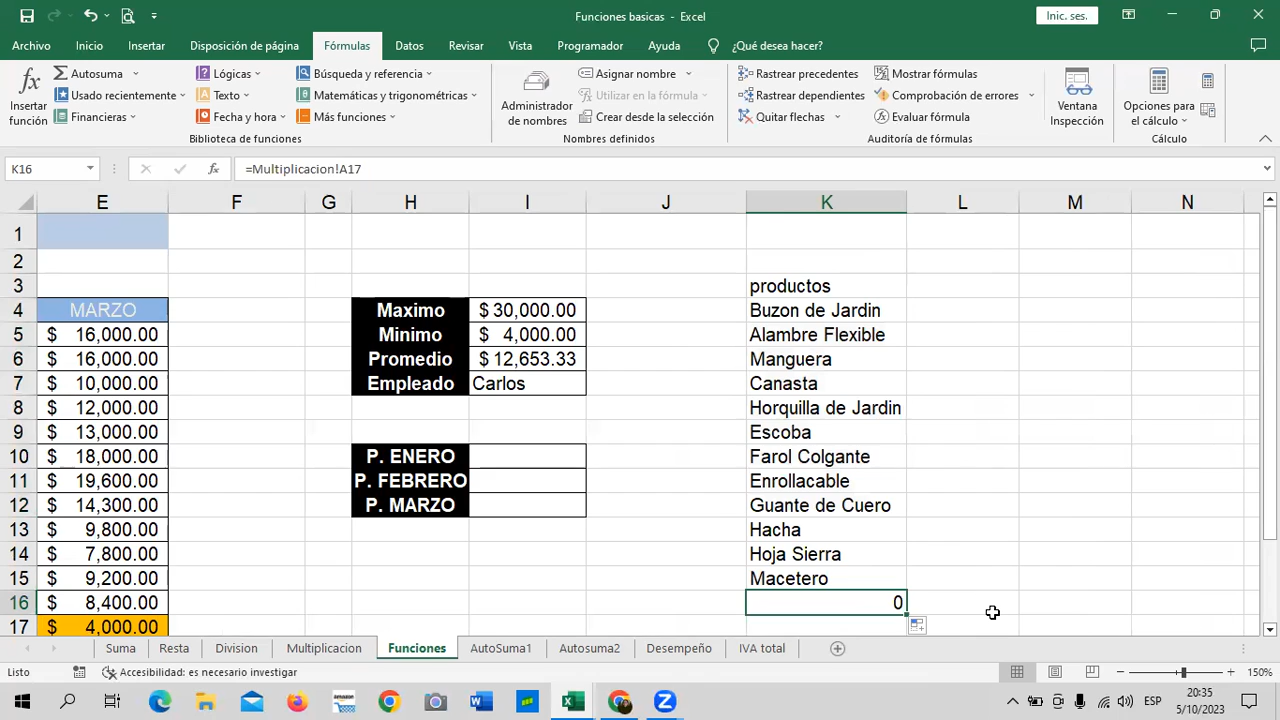 Funciones basicas - Excel
Inic. ses.
Archivo Inicio Insertar Disposición de página Fórmulas Datos Revisar Vista Programador Ayuda ¿Qué desea hacer?
Insertar función
Autosuma
Usado recientemente
Financieras
Lógicas
Texto
Fecha y hora
Búsqueda y referencia
Matemáticas y trigonométricas
Más funciones
Biblioteca de funciones
Administrador de nombres
Asignar nombre
Utilizar en la fórmula
Crear desde la selección
Nombres definidos
Rastrear precedentes
Rastrear dependientes
Quitar flechas
Mostrar fórmulas
Comprobación de errores
Evaluar fórmula
Auditoría de fórmulas
Ventana Inspección
Opciones para el cálculo
Cálculo
K16 fx =Multiplicacion!A17
E F G H I J K L M N
1
2
3 productos
4 MARZO Maximo $ 30,000.00 Buzon de Jardin
5 $ 16,000.00 Minimo $ 4,000.00 Alambre Flexible
6 $ 16,000.00 Promedio $ 12,653.33 Manguera
7 $ 10,000.00 Empleado Carlos Canasta
8 $ 12,000.00 Horquilla de Jardin
9 $ 13,000.00 Escoba
10 $ 18,000.00 P. ENERO Farol Colgante
11 $ 19,600.00 P. FEBRERO Enrollacable
12 $ 14,300.00 P. MARZO Guante de Cuero
13 $ 9,800.00 Hacha
14 $ 7,800.00 Hoja Sierra
15 $ 9,200.00 Macetero
16 $ 8,400.00 0
17 $ 4,000.00
Suma Resta Division Multiplicacion Funciones AutoSuma1 Autosuma2 Desempeño IVA total
Listo Accesibilidad: es necesario investigar 150%
ESP 20:35
5/10/2023